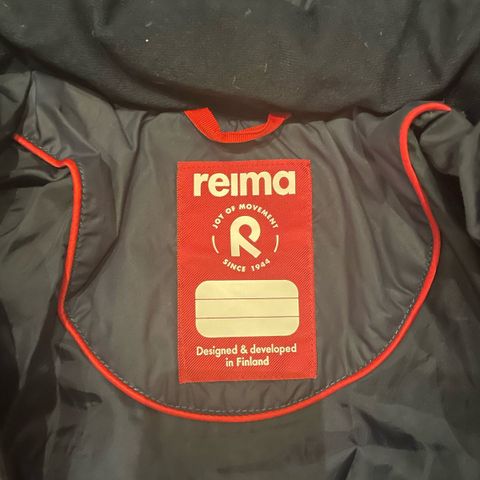 reima
JOY OF MOVEMENT
R
SINCE 1944
Designed & developed
in Finland